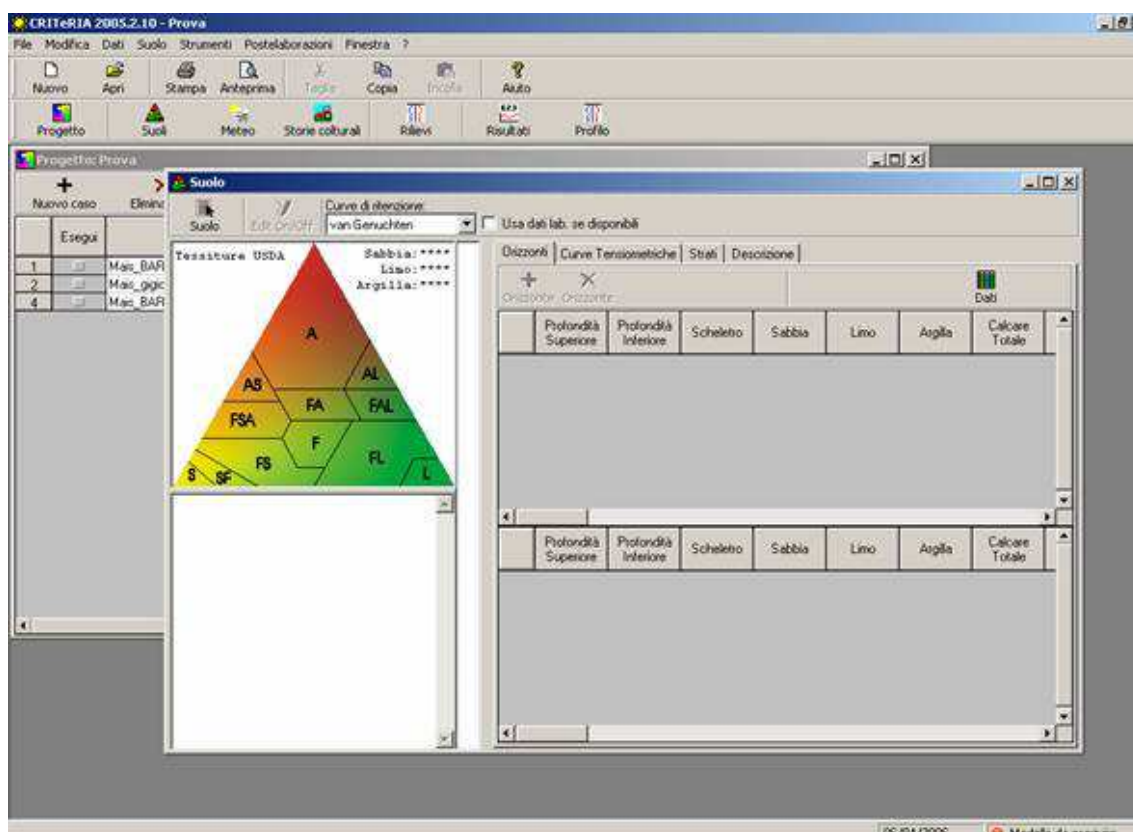 CRITeRIA 2005.2.10 - Prova
File Modifica Dati Suolo Strumenti Postelaborazioni Finestra ?
Nuovo Apri Stampa Anteprima Taglia Copia Incolla Aiuto
Progetto Suoli Meteo Storie colturali Rilievi Risultati Profilo
Progetto: Prova
Nuovo caso
Esegui
1 Mais_BAR
2 Mais_gigic
4 Mais_BAR
Suolo
Suolo Edit On/Off Curve di ritenzione: van Genuchten Usa dati lab. se disponibili
Tessitura USDA
Sabbia:****
Limo:****
Argilla:****
A
AS AL
FSA FA FAL
F
S SF FS FL L
Orizzonti Curve Tensiometriche Strati Descrizione
Orizzonte Orizzonte Dati
Profondità Superiore Profondità Inferiore Scheletro Sabbia Limo Argilla Calcare Totale
Profondità Superiore Profondità Inferiore Scheletro Sabbia Limo Argilla Calcare Totale